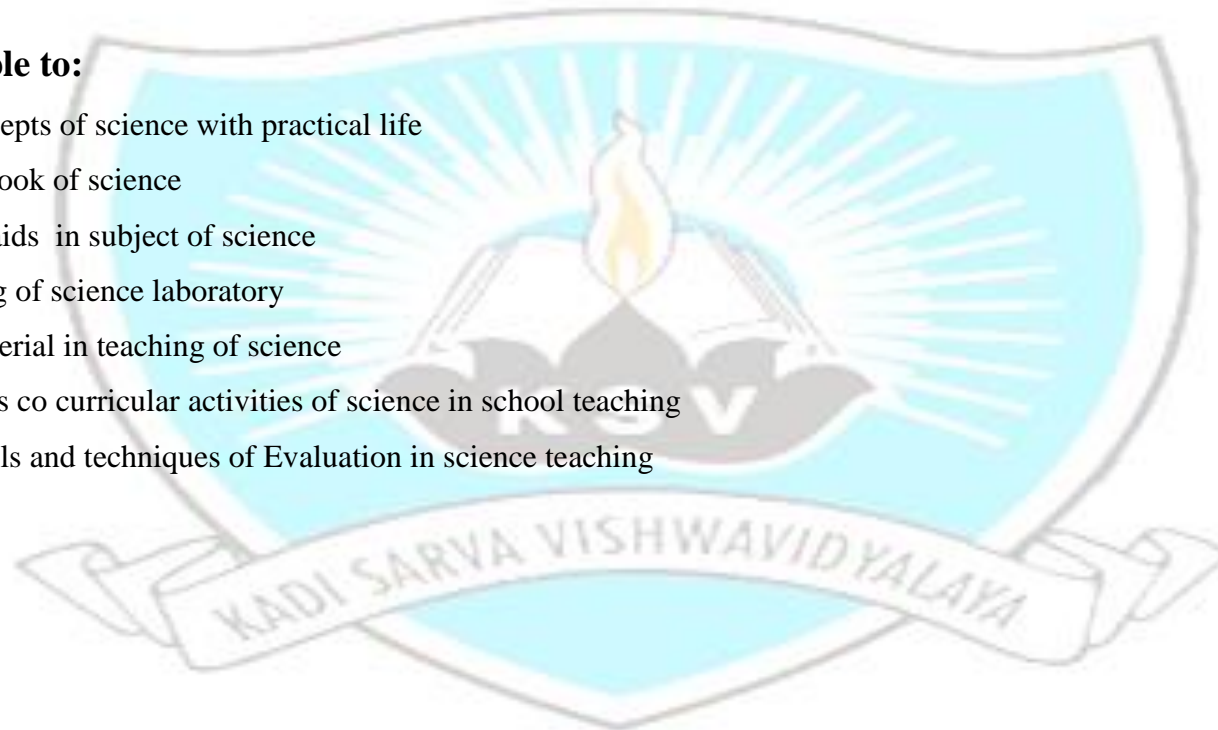 ble to:
epts of science with practical life
ook of science
aids in subject of science
g of science laboratory
erial in teaching of science
s co curricular activities of science in school teaching
ls and techniques of Evaluation in science teaching
KSV
KADI SARVA VISHWAVIDYALAYA